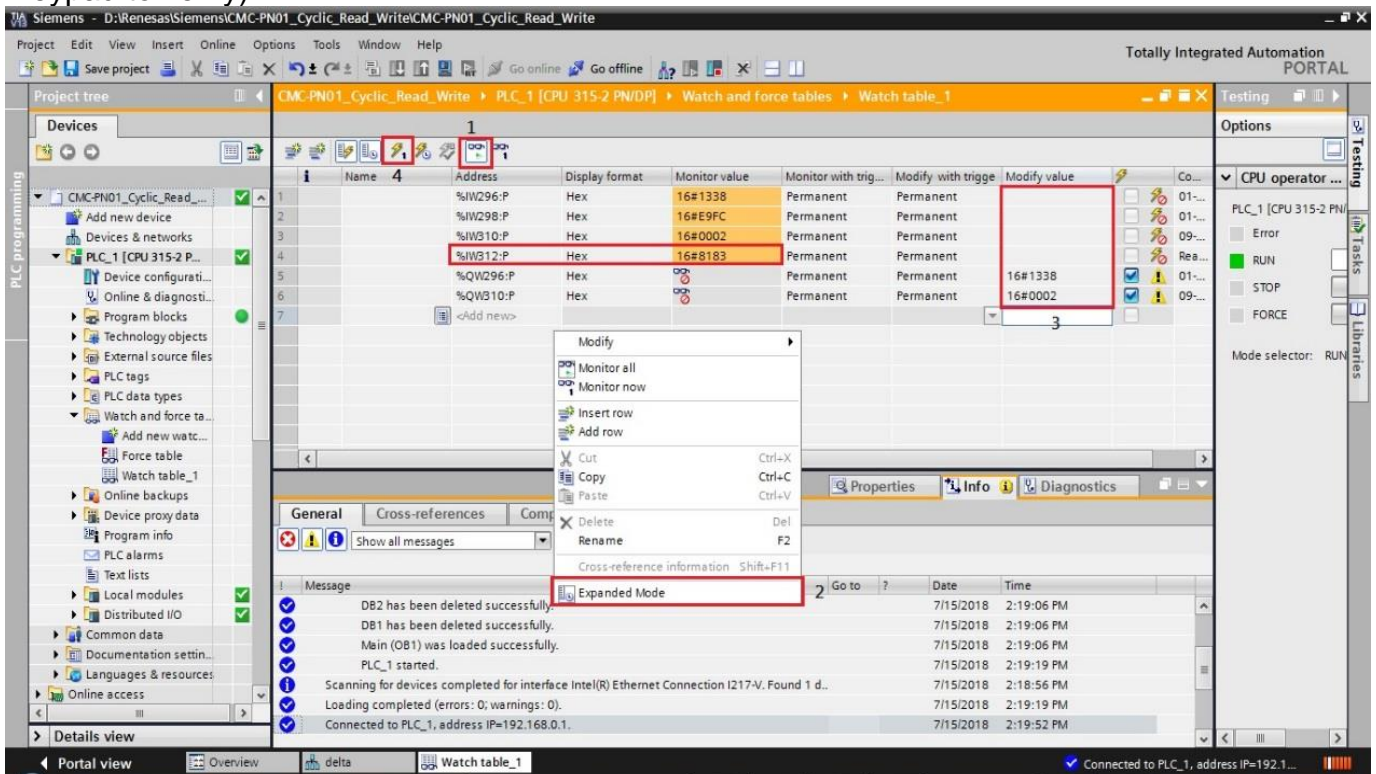 Siemens - D:\Renesas\Siemens\CMC-PN01_Cyclic_Read_Write\CMC-PN01_Cyclic_Read_Write
Project Edit View Insert Online Options Tools Window Help
Save project Go online Go offline
Totally Integrated Automation
PORTAL
Project tree
CMC-PN01_Cyclic_Read_Write PLC_1 [CPU 315-2 PN/DP] Watch and force tables Watch table_1
Testing
Devices
1
4
Options
i Name Address Display format Monitor value Monitor with trig... Modify with trigge Modify value Co...
1 %IW296:P Hex 16#1338 Permanent Permanent 01-...
2 %IW298:P Hex 16#E9FC Permanent Permanent 01-...
3 %IW310:P Hex 16#0002 Permanent Permanent 09-...
4 %IW312:P Hex 16#8183 Permanent Permanent Rea...
5 %QW296:P Hex Permanent Permanent 16#1338 01-...
6 %QW310:P Hex Permanent Permanent 16#0002 09-...
7 <Add new>
3
PLC programming
CMC-PN01_Cyclic_Read_...
Add new device
Devices & networks
PLC_1 [CPU 315-2 P...
Device configurati...
Online & diagnosti...
Program blocks
Technology objects
External source files
PLC tags
PLC data types
Watch and force ta...
Add new watc...
Force table
Watch table_1
Online backups
Device proxy data
Program info
PLC alarms
Text lists
Local modules
Distributed I/O
Common data
Documentation settin...
Languages & resources
Online access
Details view
Modify
Monitor all
Monitor now
Insert row
Add row
Cut Ctrl+X
Copy Ctrl+C
Paste Ctrl+V
Delete Del
Rename F2
Cross-reference information Shift+F11
Expanded Mode
2
CPU operator ...
PLC_1 [CPU 315-2 PN/
Error
RUN
STOP
FORCE
Mode selector: RUN
Testing
Tasks
Libraries
Properties Info Diagnostics
General Cross-references Comp
Show all messages
! Message Go to ? Date Time
DB2 has been deleted successfully. 7/15/2018 2:19:06 PM
DB1 has been deleted successfully. 7/15/2018 2:19:06 PM
Main (OB1) was loaded successfully. 7/15/2018 2:19:06 PM
PLC_1 started. 7/15/2018 2:19:19 PM
Scanning for devices completed for interface Intel(R) Ethernet Connection I217-V. Found 1 d.. 7/15/2018 2:18:56 PM
Loading completed (errors: 0; warnings: 0). 7/15/2018 2:19:19 PM
Connected to PLC_1, address IP=192.168.0.1. 7/15/2018 2:19:52 PM
Portal view Overview delta Watch table_1 Connected to PLC_1, address IP=192.1...